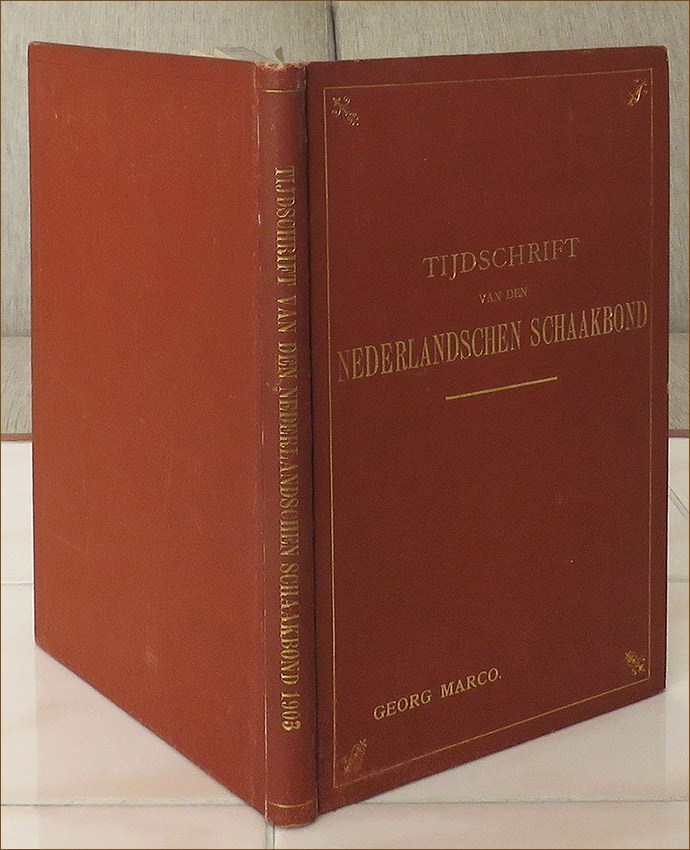 TIJDSCHRIFT VAN DEN NEDERLANDSCHEN SCHAAKBOND 1903
TIJDSCHRIFT
VAN DEN
NEDERLANDSCHEN SCHAAKBOND
GEORG MARCO.